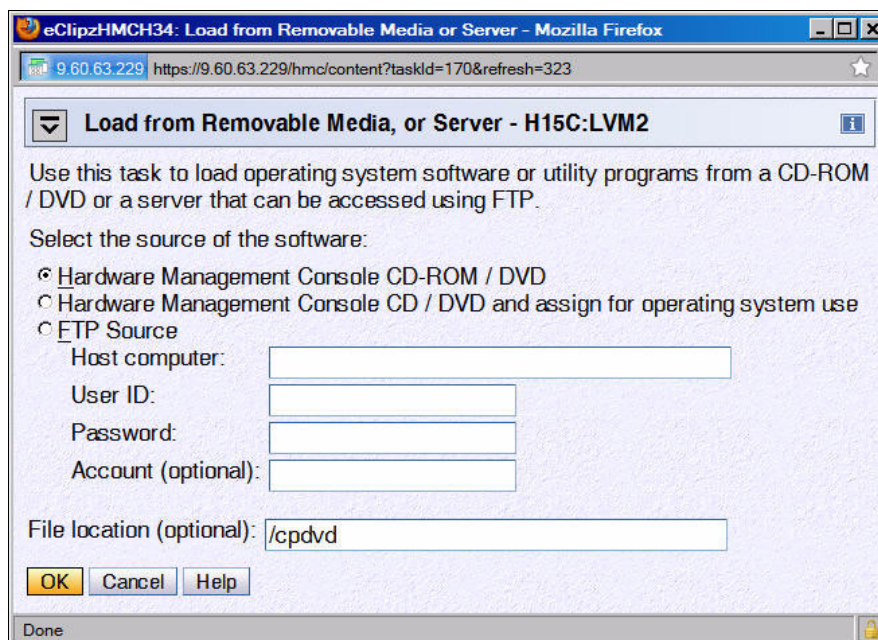 eClipzHMCH34: Load from Removable Media or Server - Mozilla Firefox
9.60.63.229 https://9.60.63.229/hmc/content?taskId=170&refresh=323
Load from Removable Media, or Server - H15C:LVM2
Use this task to load operating system software or utility programs from a CD-ROM
/ DVD or a server that can be accessed using FTP.
Select the source of the software:
Hardware Management Console CD-ROM / DVD
Hardware Management Console CD / DVD and assign for operating system use
FTP Source
Host computer:
User ID:
Password:
Account (optional):
File location (optional): /cpdvd
OK Cancel Help
Done